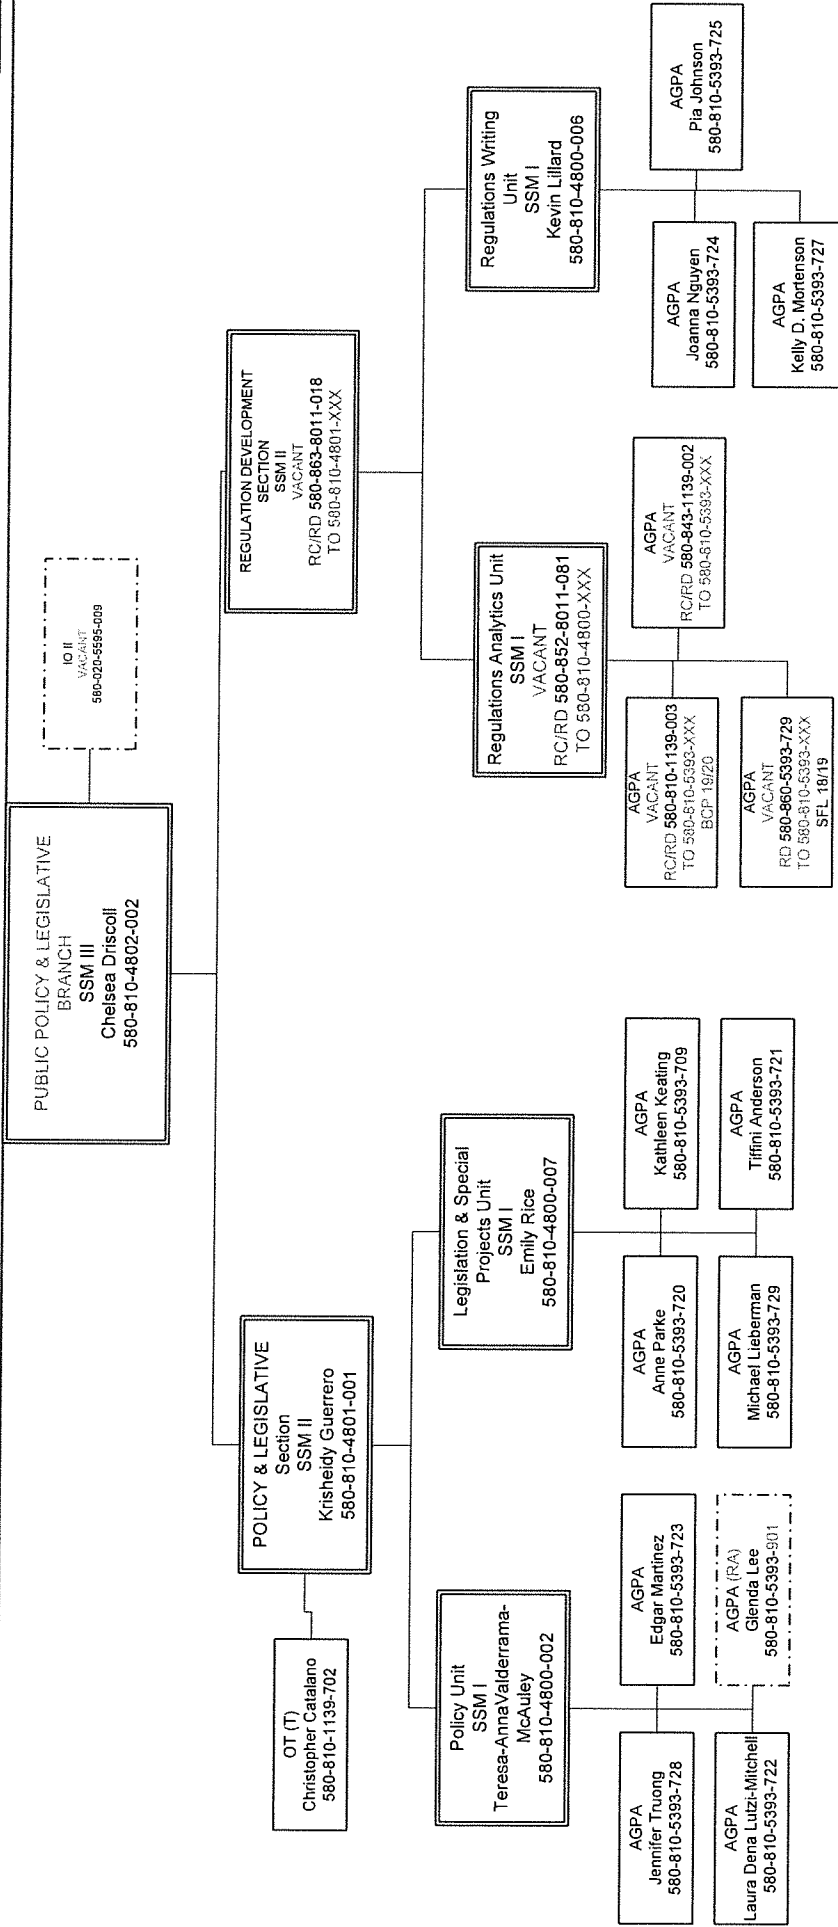 PUBLIC POLICY & LEGISLATIVE
BRANCH
SSM III
Chelsea Driscoll
580-810-4802-002
IO II
VACANT
580-020-5595-009
POLICY & LEGISLATIVE
Section
SSM II
Krisheidy Guerrero
580-810-4801-001
REGULATION DEVELOPMENT
SECTION
SSM II
VACANT
RC/RD 580-863-8011-018
TO 580-810-4801-XXX
OT (T)
Christopher Catalano
580-810-1139-702
Policy Unit
SSM I
Teresa-AnnaValderrama-
McAuley
580-810-4800-002
Legislation & Special
Projects Unit
SSM I
Emily Rice
580-810-4800-007
Regulations Analytics Unit
SSM I
VACANT
RC/RD 580-852-8011-081
TO 580-810-4800-XXX
Regulations Writing
Unit
SSM I
Kevin Lillard
580-810-4800-006
AGPA
Jennifer Truong
580-810-5393-728
AGPA
Edgar Martinez
580-810-5393-723
AGPA
Laura Dena Lutzi-Mitchell
580-810-5393-722
AGPA (RA)
Glenda Lee
580-810-5393-901
AGPA
Anne Parke
580-810-5393-720
AGPA
Kathleen Keating
580-810-5393-709
AGPA
Michael Lieberman
580-810-5393-729
AGPA
Tiffini Anderson
580-810-5393-721
AGPA
VACANT
RC/RD 580-810-1139-003
TO 580-810-5393-XXX
BCP 19/20
AGPA
VACANT
RC/RD 580-843-1139-002
TO 580-810-5393-XXX
AGPA
VACANT
RD 580-860-5393-729
TO 580-810-5393-XXX
SFL 18/19
AGPA
Joanna Nguyen
580-810-5393-724
AGPA
Pia Johnson
580-810-5393-725
AGPA
Kelly D. Mortenson
580-810-5393-727